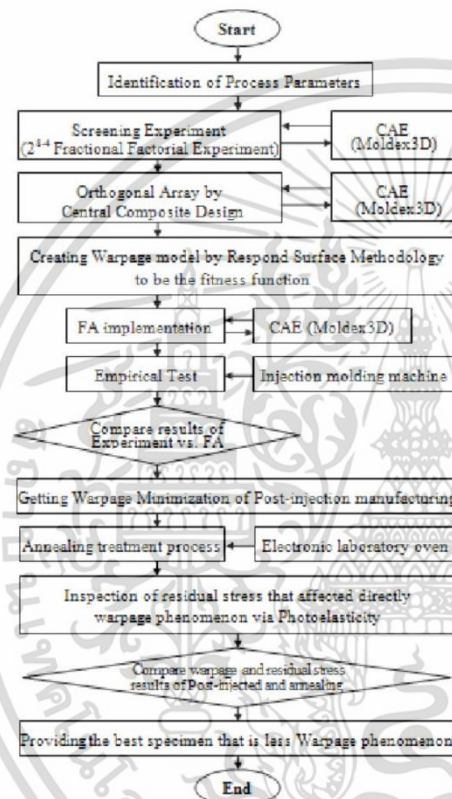 Start
Identification of Process Parameters
Screening Experiment
(2⁸⁻⁴ Fractional Factorial Experiment)
CAE
(Moldex3D)
Orthogonal Array by
Central Composite Design
CAE
(Moldex3D)
Creating Warpage model by Respond Surface Methodology
to be the fitness function
FA implementation
CAE (Moldex3D)
Empirical Test
Injection molding machine
Compare results of
Experiment vs. FA
Getting Warpage Minimization of Post-injection manufacturing
Annealing treatment process
Electronic laboratory oven
Inspection of residual stress that affected directly
warpage phenomenon via Photoelasticity
Compare warpage and residual stress
results of Post-injected and annealing
Providing the best specimen that is less Warpage phenomenon
End